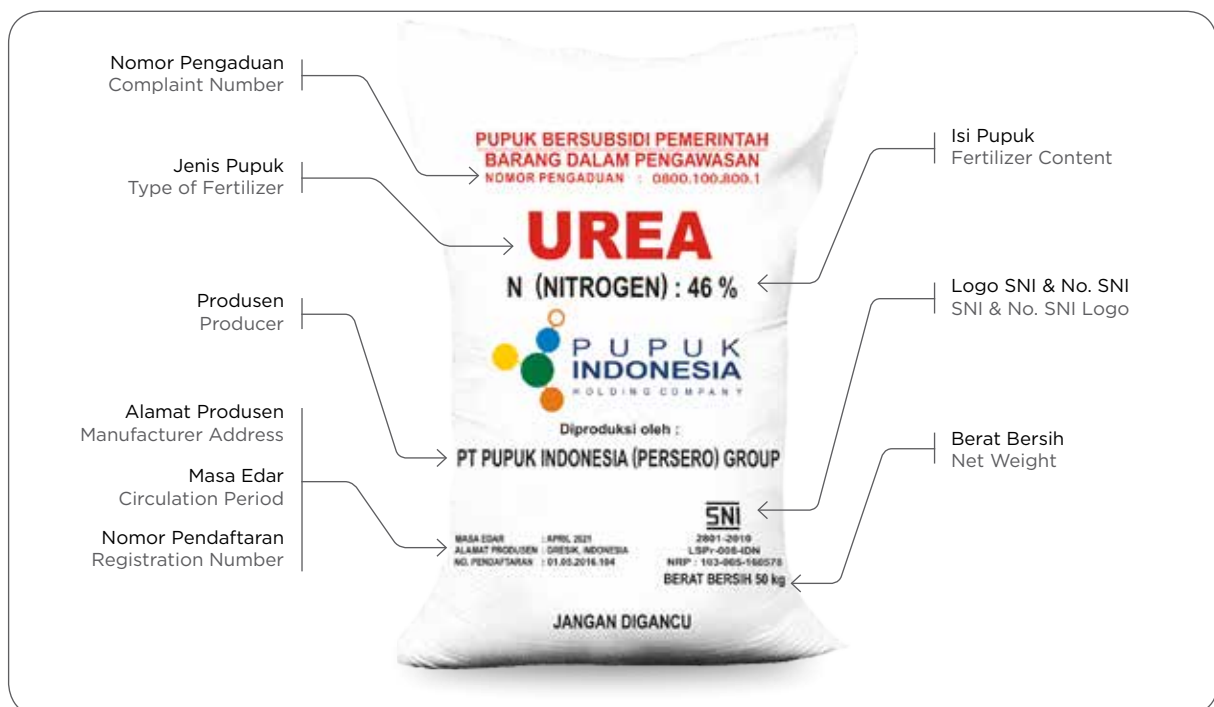 Nomor Pengaduan
Complaint Number
Jenis Pupuk
Type of Fertilizer
Produsen
Producer
Alamat Produsen
Manufacturer Address
Masa Edar
Circulation Period
Nomor Pendaftaran
Registration Number
PUPUK BERSUBSIDI PEMERINTAH
BARANG DALAM PENGAWASAN
NOMOR PENGADUAN : 0800.100.800.1
UREA
N (NITROGEN) : 46 %
PUPUK
INDONESIA
HOLDING COMPANY
Diproduksi oleh :
PT PUPUK INDONESIA (PERSERO) GROUP
MASA EDAR : APRIL 2021
ALAMAT PRODUSEN : GRESIK, INDONESIA
NO. PENDAFTARAN : 01.05.2016.104
SNI
2801-2010
LSPr-008-IDN
NRP : 103-005-160578
BERAT BERSIH 50 kg
JANGAN DIGANCU
Isi Pupuk
Fertilizer Content
Logo SNI & No. SNI
SNI & No. SNI Logo
Berat Bersih
Net Weight